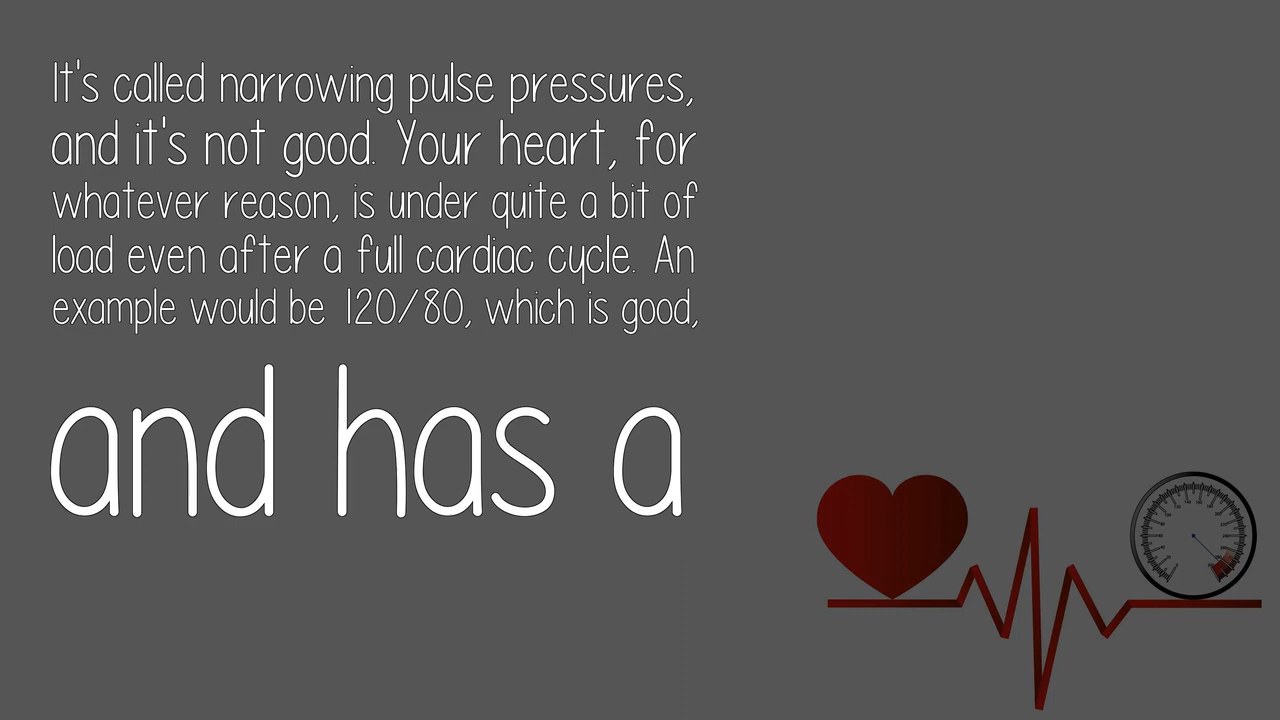 It's called narrowing pulse pressures,
and it's not good. Your heart, for
whatever reason, is under quite a bit of
load even after a full cardiac cycle. An
example would be 120/80, which is good,
and has a